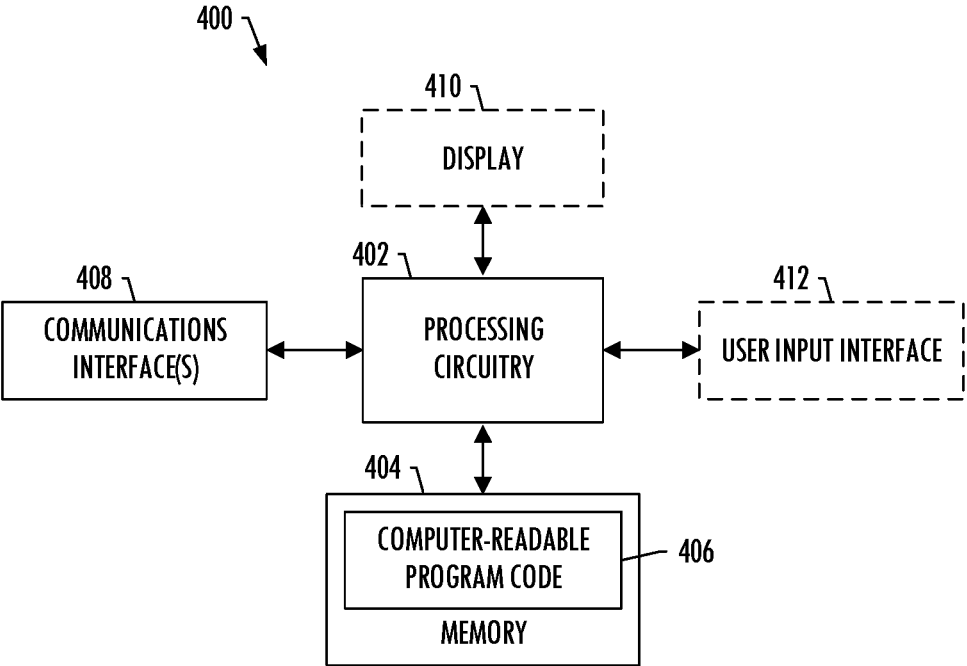 400
410
DISPLAY
402
408
412
COMMUNICATIONS
INTERFACE(S)
PROCESSING
CIRCUITRY
USER INPUT INTERFACE
404
COMPUTER-READABLE
PROGRAM CODE
406
MEMORY